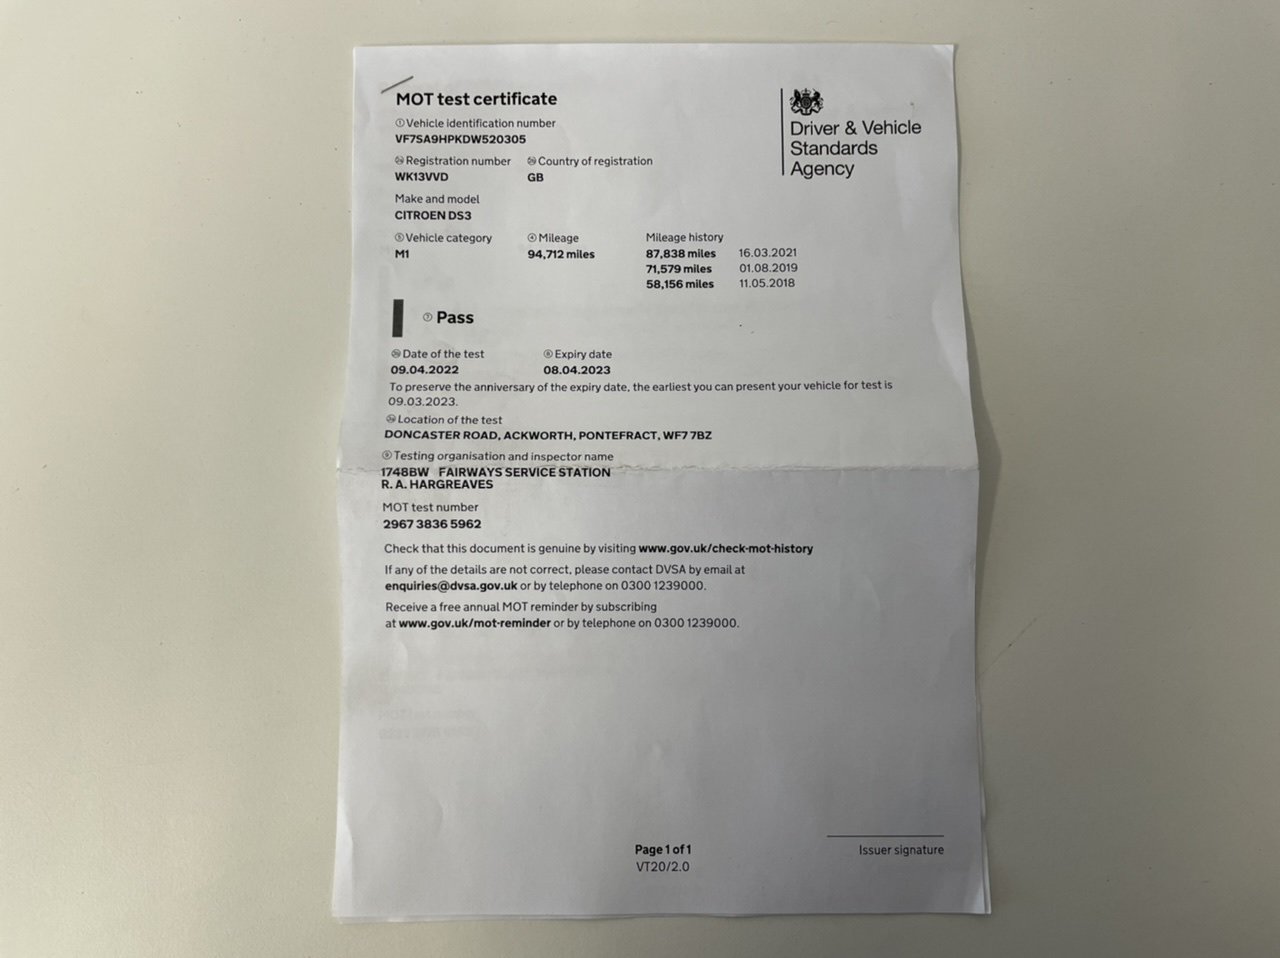 MOT test certificate
① Vehicle identification number
VF7SA9HPKDW520305
Registration number Country of registration
WK13VVD GB
Make and model
CITROEN DS3
⑤ Vehicle category ④ Mileage Mileage history
M1 94,712 miles 87,838 miles 16.03.2021
71,579 miles 01.08.2019
58,156 miles 11.05.2018
Driver & Vehicle
Standards
Agency
⑦ Pass
Date of the test ⑧ Expiry date
09.04.2022 08.04.2023
To preserve the anniversary of the expiry date, the earliest you can present your vehicle for test is
09.03.2023.
Location of the test
DONCASTER ROAD, ACKWORTH, PONTEFRACT, WF7 7BZ
⑨ Testing organisation and inspector name
1748BW FAIRWAYS SERVICE STATION
R. A. HARGREAVES
MOT test number
2967 3836 5962
Check that this document is genuine by visiting www.gov.uk/check-mot-history
If any of the details are not correct, please contact DVSA by email at
enquiries@dvsa.gov.uk or by telephone on 0300 1239000.
Receive a free annual MOT reminder by subscribing
at www.gov.uk/mot-reminder or by telephone on 0300 1239000.
Page 1 of 1
VT20/2.0
Issuer signature